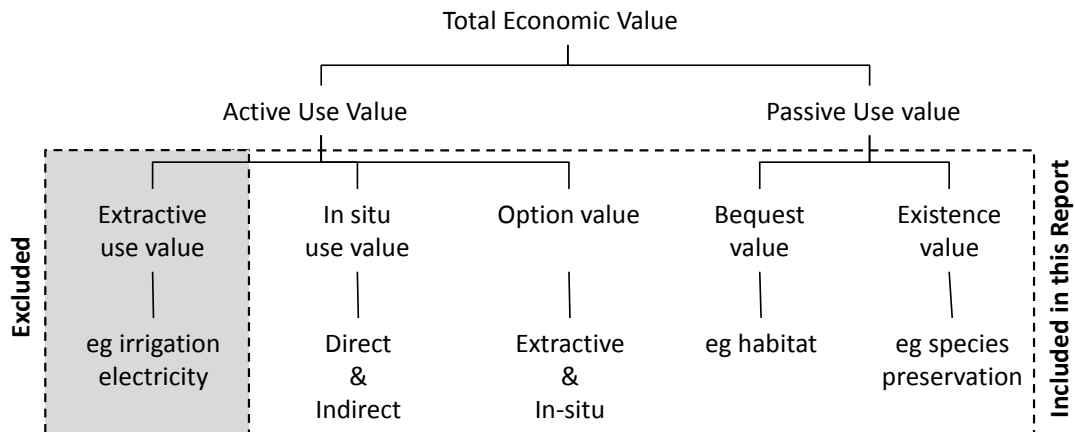 Total Economic Value
Active Use Value
Passive Use value
Excluded
Extractive
use value
In situ
use value
Option value
Bequest
value
Existence
value
eg irrigation
electricity
Direct
&
Indirect
Extractive
&
In-situ
eg habitat
eg species
preservation
Included in this Report